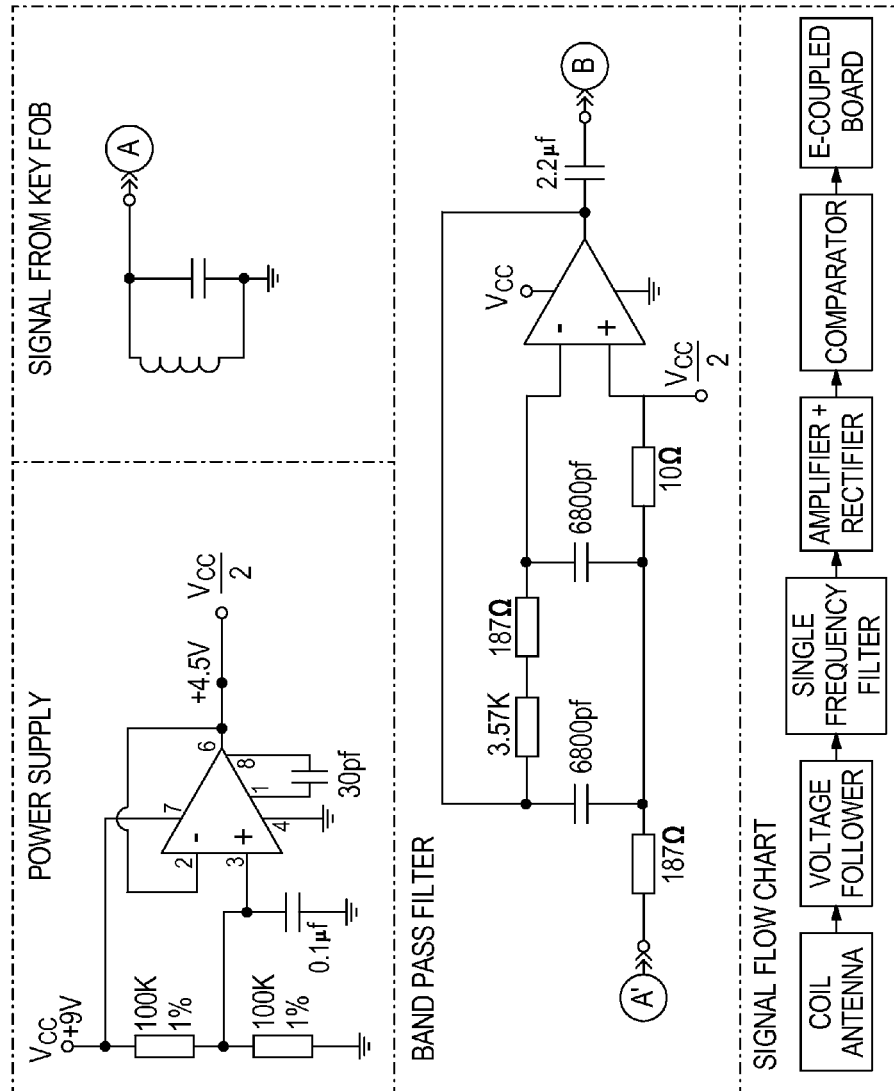 POWER SUPPLY
VCC
+9V
100K
1%
100K
1%
0.1µf
2
3
-
+
7
4
1
8
6
30pf
+4.5V
VCC
2
SIGNAL FROM KEY FOB
A
BAND PASS FILTER
A'
187Ω
6800pf
3.57K
187Ω
6800pf
10Ω
-
+
VCC
VCC
2
2.2µf
B
SIGNAL FLOW CHART
COIL
ANTENNA
VOLTAGE
FOLLOWER
SINGLE
FREQUENCY
FILTER
AMPLIFIER +
RECTIFIER
COMPARATOR
E-COUPLED
BOARD